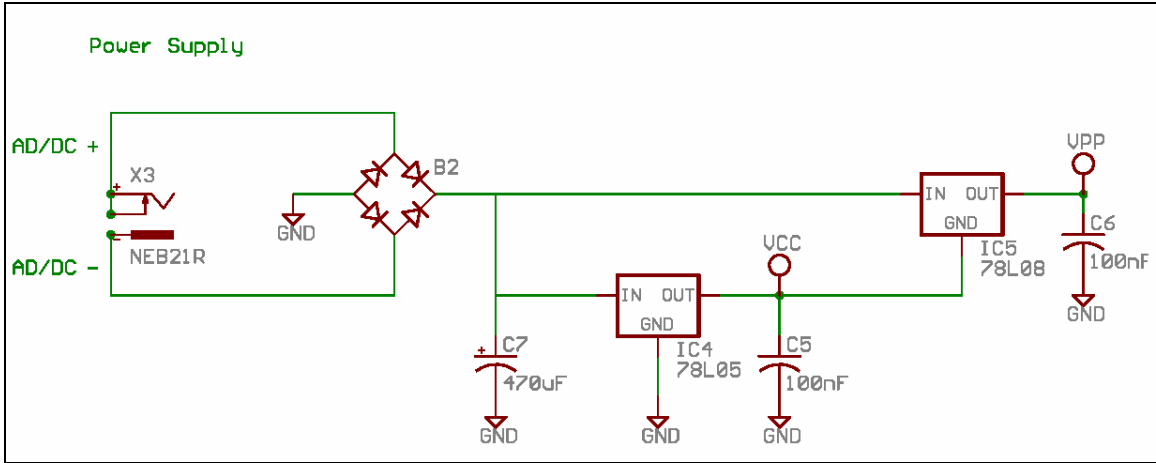 Power Supply
AD/DC +
X3
+
-
NEB21R
AD/DC -
B2
GND
C7
+
470uF
GND
IN OUT
GND
IC4
78L05
GND
VCC
C5
100nF
GND
IN OUT
GND
IC5
78L08
VPP
C6
100nF
GND